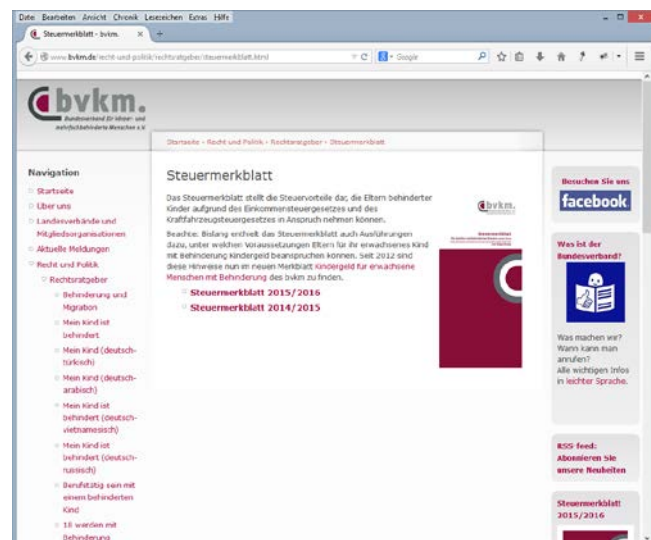 Datei Bearbeiten Ansicht Chronik Lesezeichen Extras Hilfe
Steuermerkblatt - bvkm. × +
www.bvkm.de/recht-und-politik/rechtsratgeber/steuermerkblatt.html
Google
bvkm.
Bundesverband für körper- und
mehrfachbehinderte Menschen e.V.
Startseite › Recht und Politik › Rechtsratgeber › Steuermerkblatt
Navigation
Startseite
Über uns
Landesverbände und
Mitgliedsorganisationen
Aktuelle Meldungen
Recht und Politik
Rechtsratgeber
Behinderung und
Migration
Mein Kind ist
behindert
Mein Kind (deutsch-
türkisch)
Mein Kind (deutsch-
arabisch)
Mein Kind ist
behindert (deutsch-
vietnamesisch)
Mein Kind ist
behindert (deutsch-
russisch)
Berufstätig sein mit
einem behinderten
Kind
18 werden mit
Behinderung
Steuermerkblatt
Das Steuermerkblatt stellt die Steuervorteile dar, die Eltern behinderter
Kinder aufgrund des Einkommensteuergesetzes und des
Kraftfahrzeugsteuergesetzes in Anspruch nehmen können.
Beachte: Bislang enthielt das Steuermerkblatt auch Ausführungen
dazu, unter welchen Voraussetzungen Eltern für ihr erwachsenes Kind
mit Behinderung Kindergeld beanspruchen können. Seit 2012 sind
diese Hinweise nun im neuen Merkblatt Kindergeld für erwachsene
Menschen mit Behinderung des bvkm zu finden.
Steuermerkblatt 2015/2016
Steuermerkblatt 2014/2015
bvkm.
Steuermerkblatt
Besuchen Sie uns
facebook
Was ist der
Bundesverband?
Was machen wir?
Wann kann man
anrufen?
Alle wichtigen Infos
in leichter Sprache.
RSS feed:
Abonnieren Sie
unsere Neuheiten
Steuermerkblatt
2015/2016